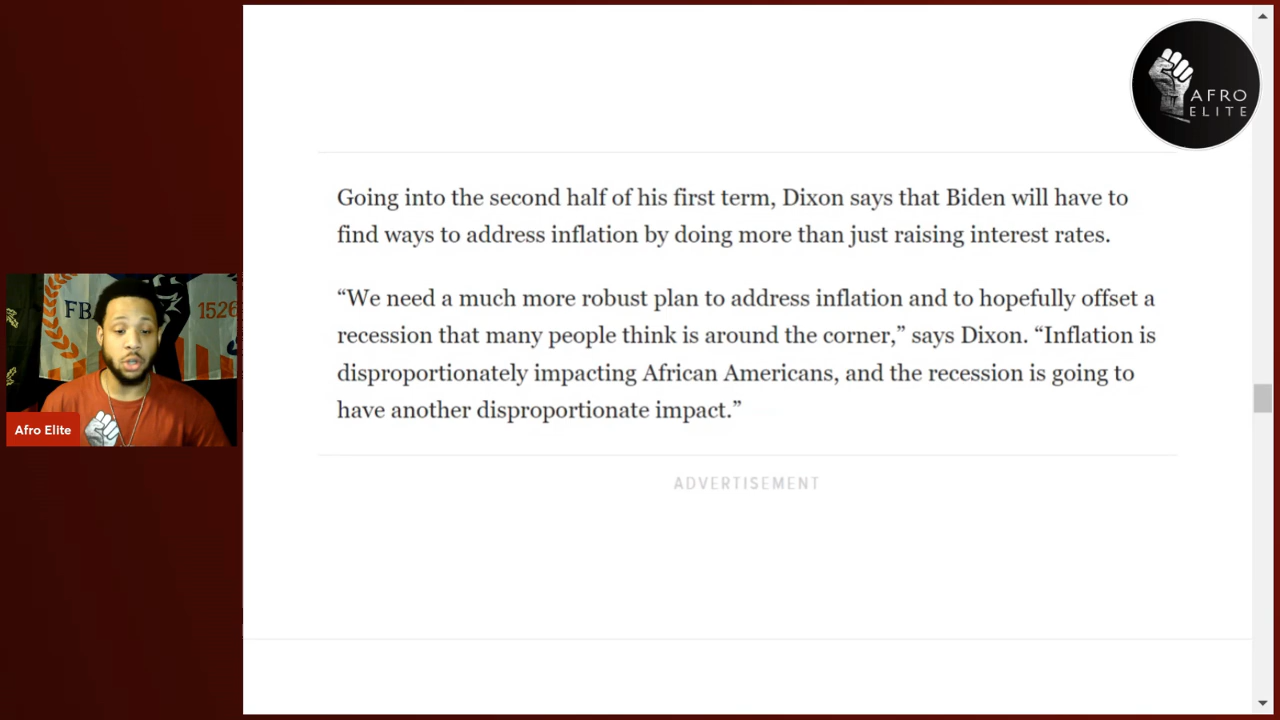 AFRO
ELITE
Going into the second half of his first term, Dixon says that Biden will have to
find ways to address inflation by doing more than just raising interest rates.
“We need a much more robust plan to address inflation and to hopefully offset a
recession that many people think is around the corner,” says Dixon. “Inflation is
disproportionately impacting African Americans, and the recession is going to
have another disproportionate impact.”
ADVERTISEMENT
FB
1526
Afro Elite